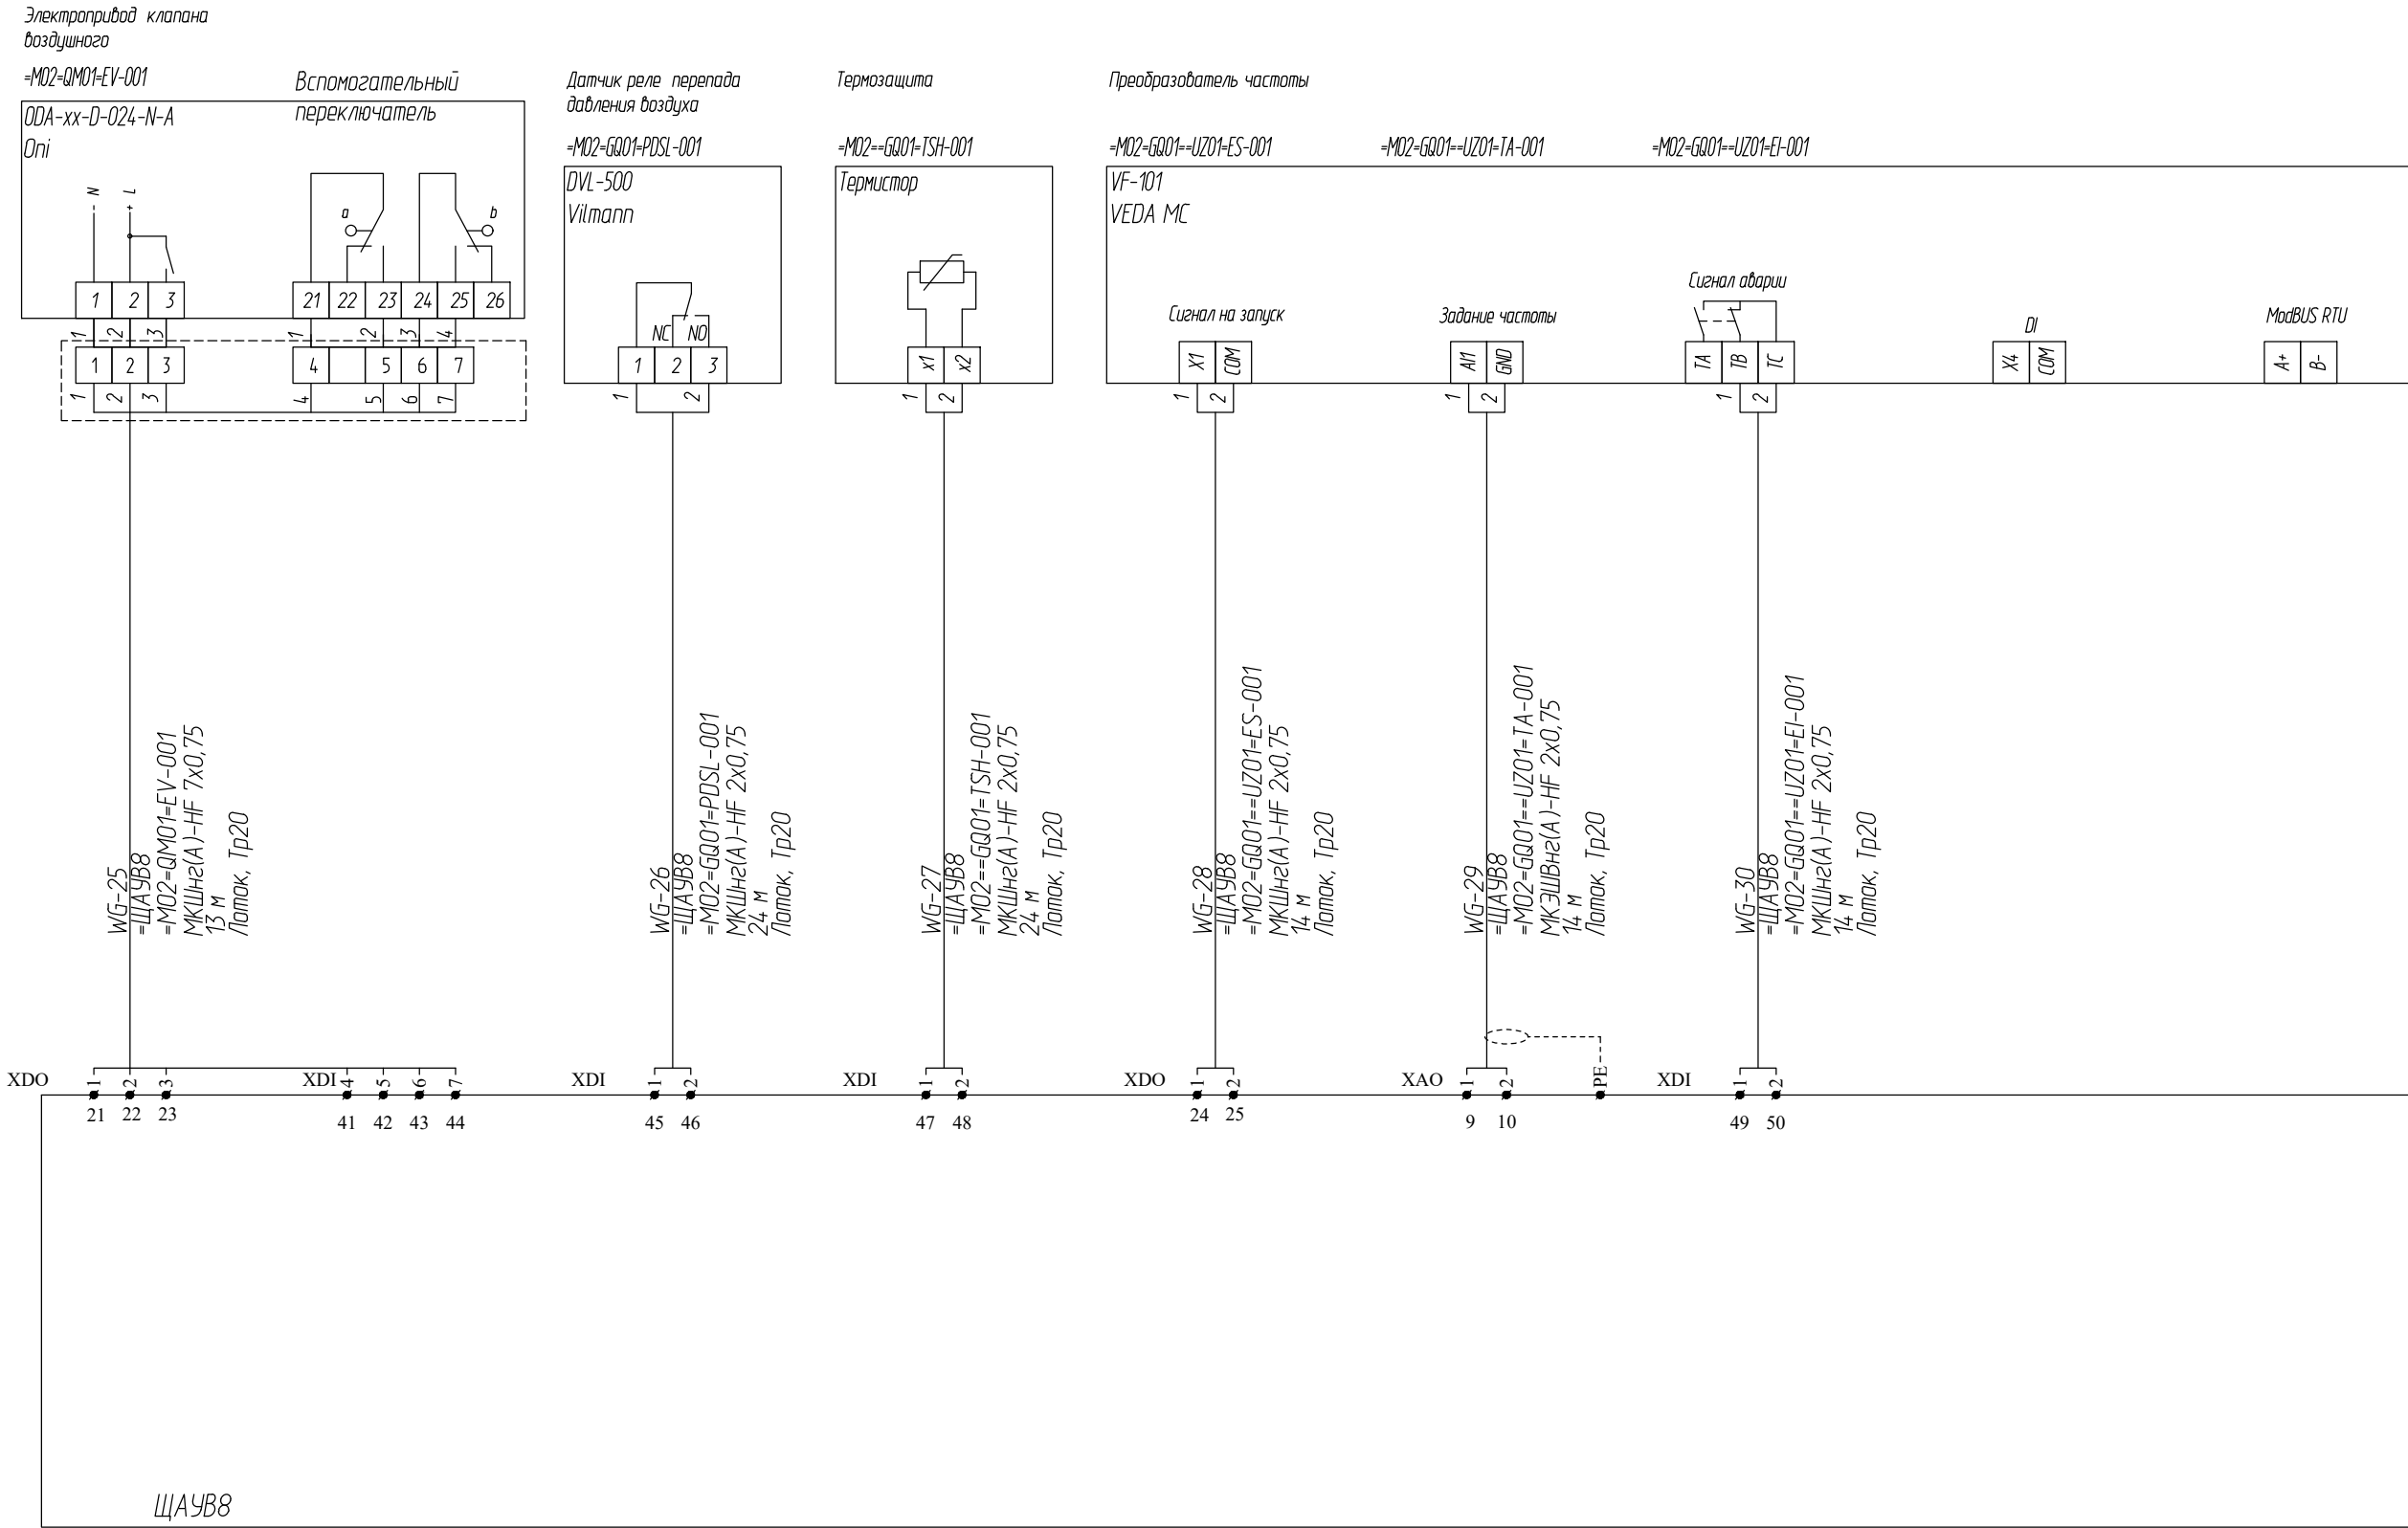 Электропривод клапана
воздушного
=M02=QM01=EV-001
ODA-xx-D-024-N-A
Oni
Вспомогательный
переключатель
N L
- +
a b
1 2 3
21 22 23 24 25 26
1 2 3
1 2 3 4
1 2 3
4 5 6 7
1 2 3
4 5 6 7
Датчик реле перепада
давления воздуха
=M02=GQ01=PDSL-001
DVL-500
Vilmann
NC NO
1 2 3
1 2
Термозащита
=M02==GQ01=TSH-001
Термистор
x1 x2
1 2
Преобразователь частоты
=M02=GQ01==UZ01=ES-001
=M02=GQ01==UZ01=TA-001
=M02=GQ01==UZ01=EI-001
VF-101
VEDA MC
Сигнал на запуск
X1 COM
1 2
Задание частоты
AI1 GND
1 2
Сигнал аварии
TA TB TC
1 2
DI
X4 COM
ModBUS RTU
A+ B-
WG-25
=ЩАУВ8
=M02=QM01=EV-001
МКШнг(А)-HF 7x0,75
13 м
Лоток, Тр20
WG-26
=ЩАУВ8
=M02=GQ01=PDSL-001
МКШнг(А)-HF 2x0,75
24 м
Лоток, Тр20
WG-27
=ЩАУВ8
=M02==GQ01=TSH-001
МКШнг(А)-HF 2x0,75
24 м
Лоток, Тр20
WG-28
=ЩАУВ8
=M02=GQ01==UZ01=ES-001
МКШнг(А)-HF 2x0,75
14 м
Лоток, Тр20
WG-29
=ЩАУВ8
=M02=GQ01==UZ01=TA-001
МКЭШВнг(А)-HF 2x0,75
14 м
Лоток, Тр20
WG-30
=ЩАУВ8
=M02=GQ01==UZ01=EI-001
МКШнг(А)-HF 2x0,75
14 м
Лоток, Тр20
XDO 1 2 3
XDI 4 5 6 7
XDI 1 2
XDI 1 2
XDO 1 2
XAO 1 2 PE
XDI 1 2
21 22 23 41 42 43 44 45 46 47 48 24 25 9 10 49 50
ЩАУВ8